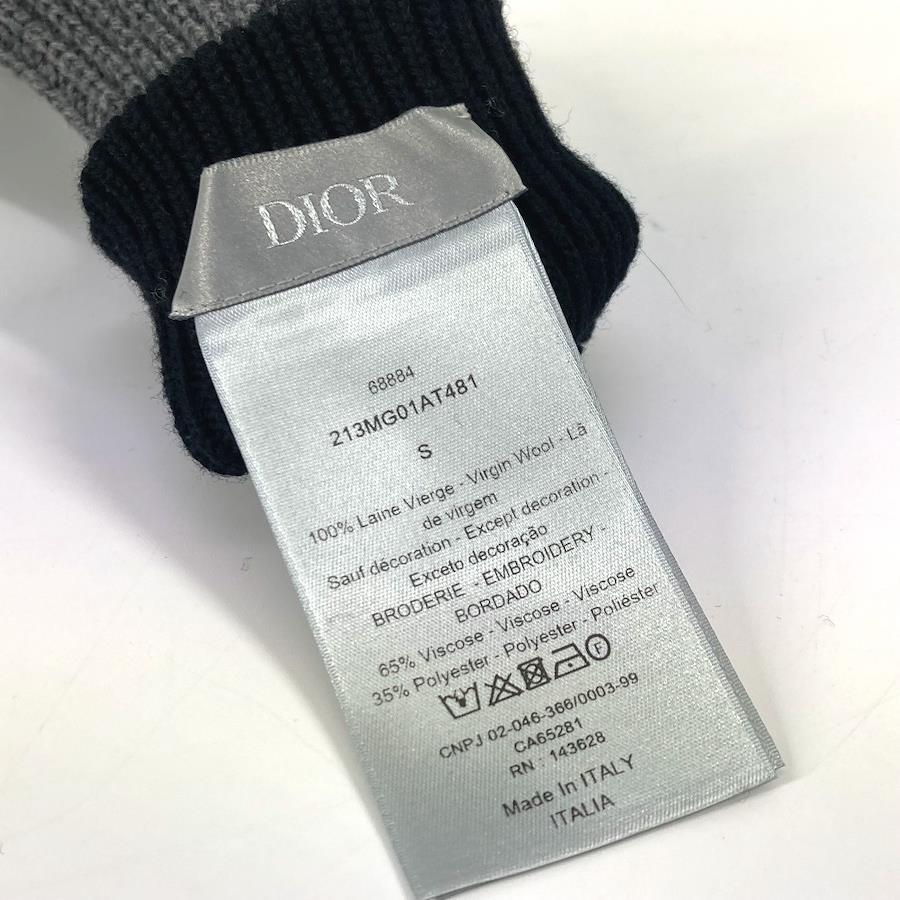 DIOR
68884
213MG01AT481
S
100% Laine Vierge - Virgin Wool - Lã
de virgem
Sauf décoration - Except decoration -
Exceto decoração
BRODERIE - EMBROIDERY -
BORDADO
65% Viscose - Viscose - Viscose
35% Polyester - Polyester - Poliéster
F
CNPJ 02-046-366/0003-99
CA65281
RN : 143628
Made In ITALY
ITALIA